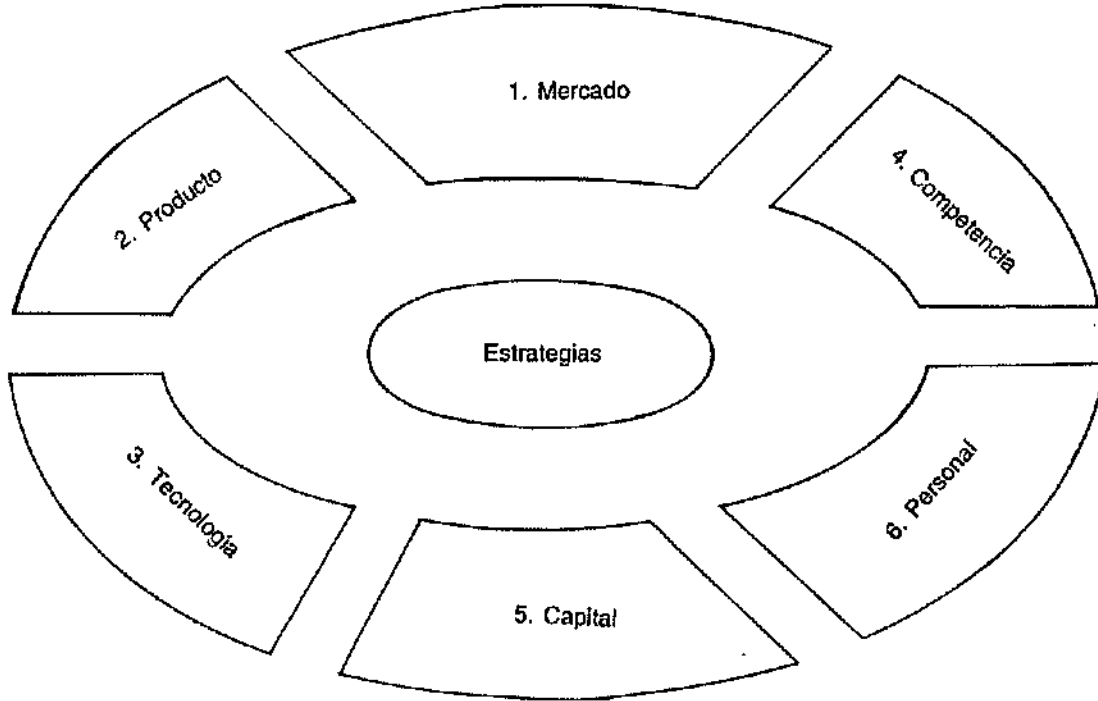 1. Mercado
2. Producto
4. Competencia
Estrategias
3. Tecnología
6. Personal
5. Capital